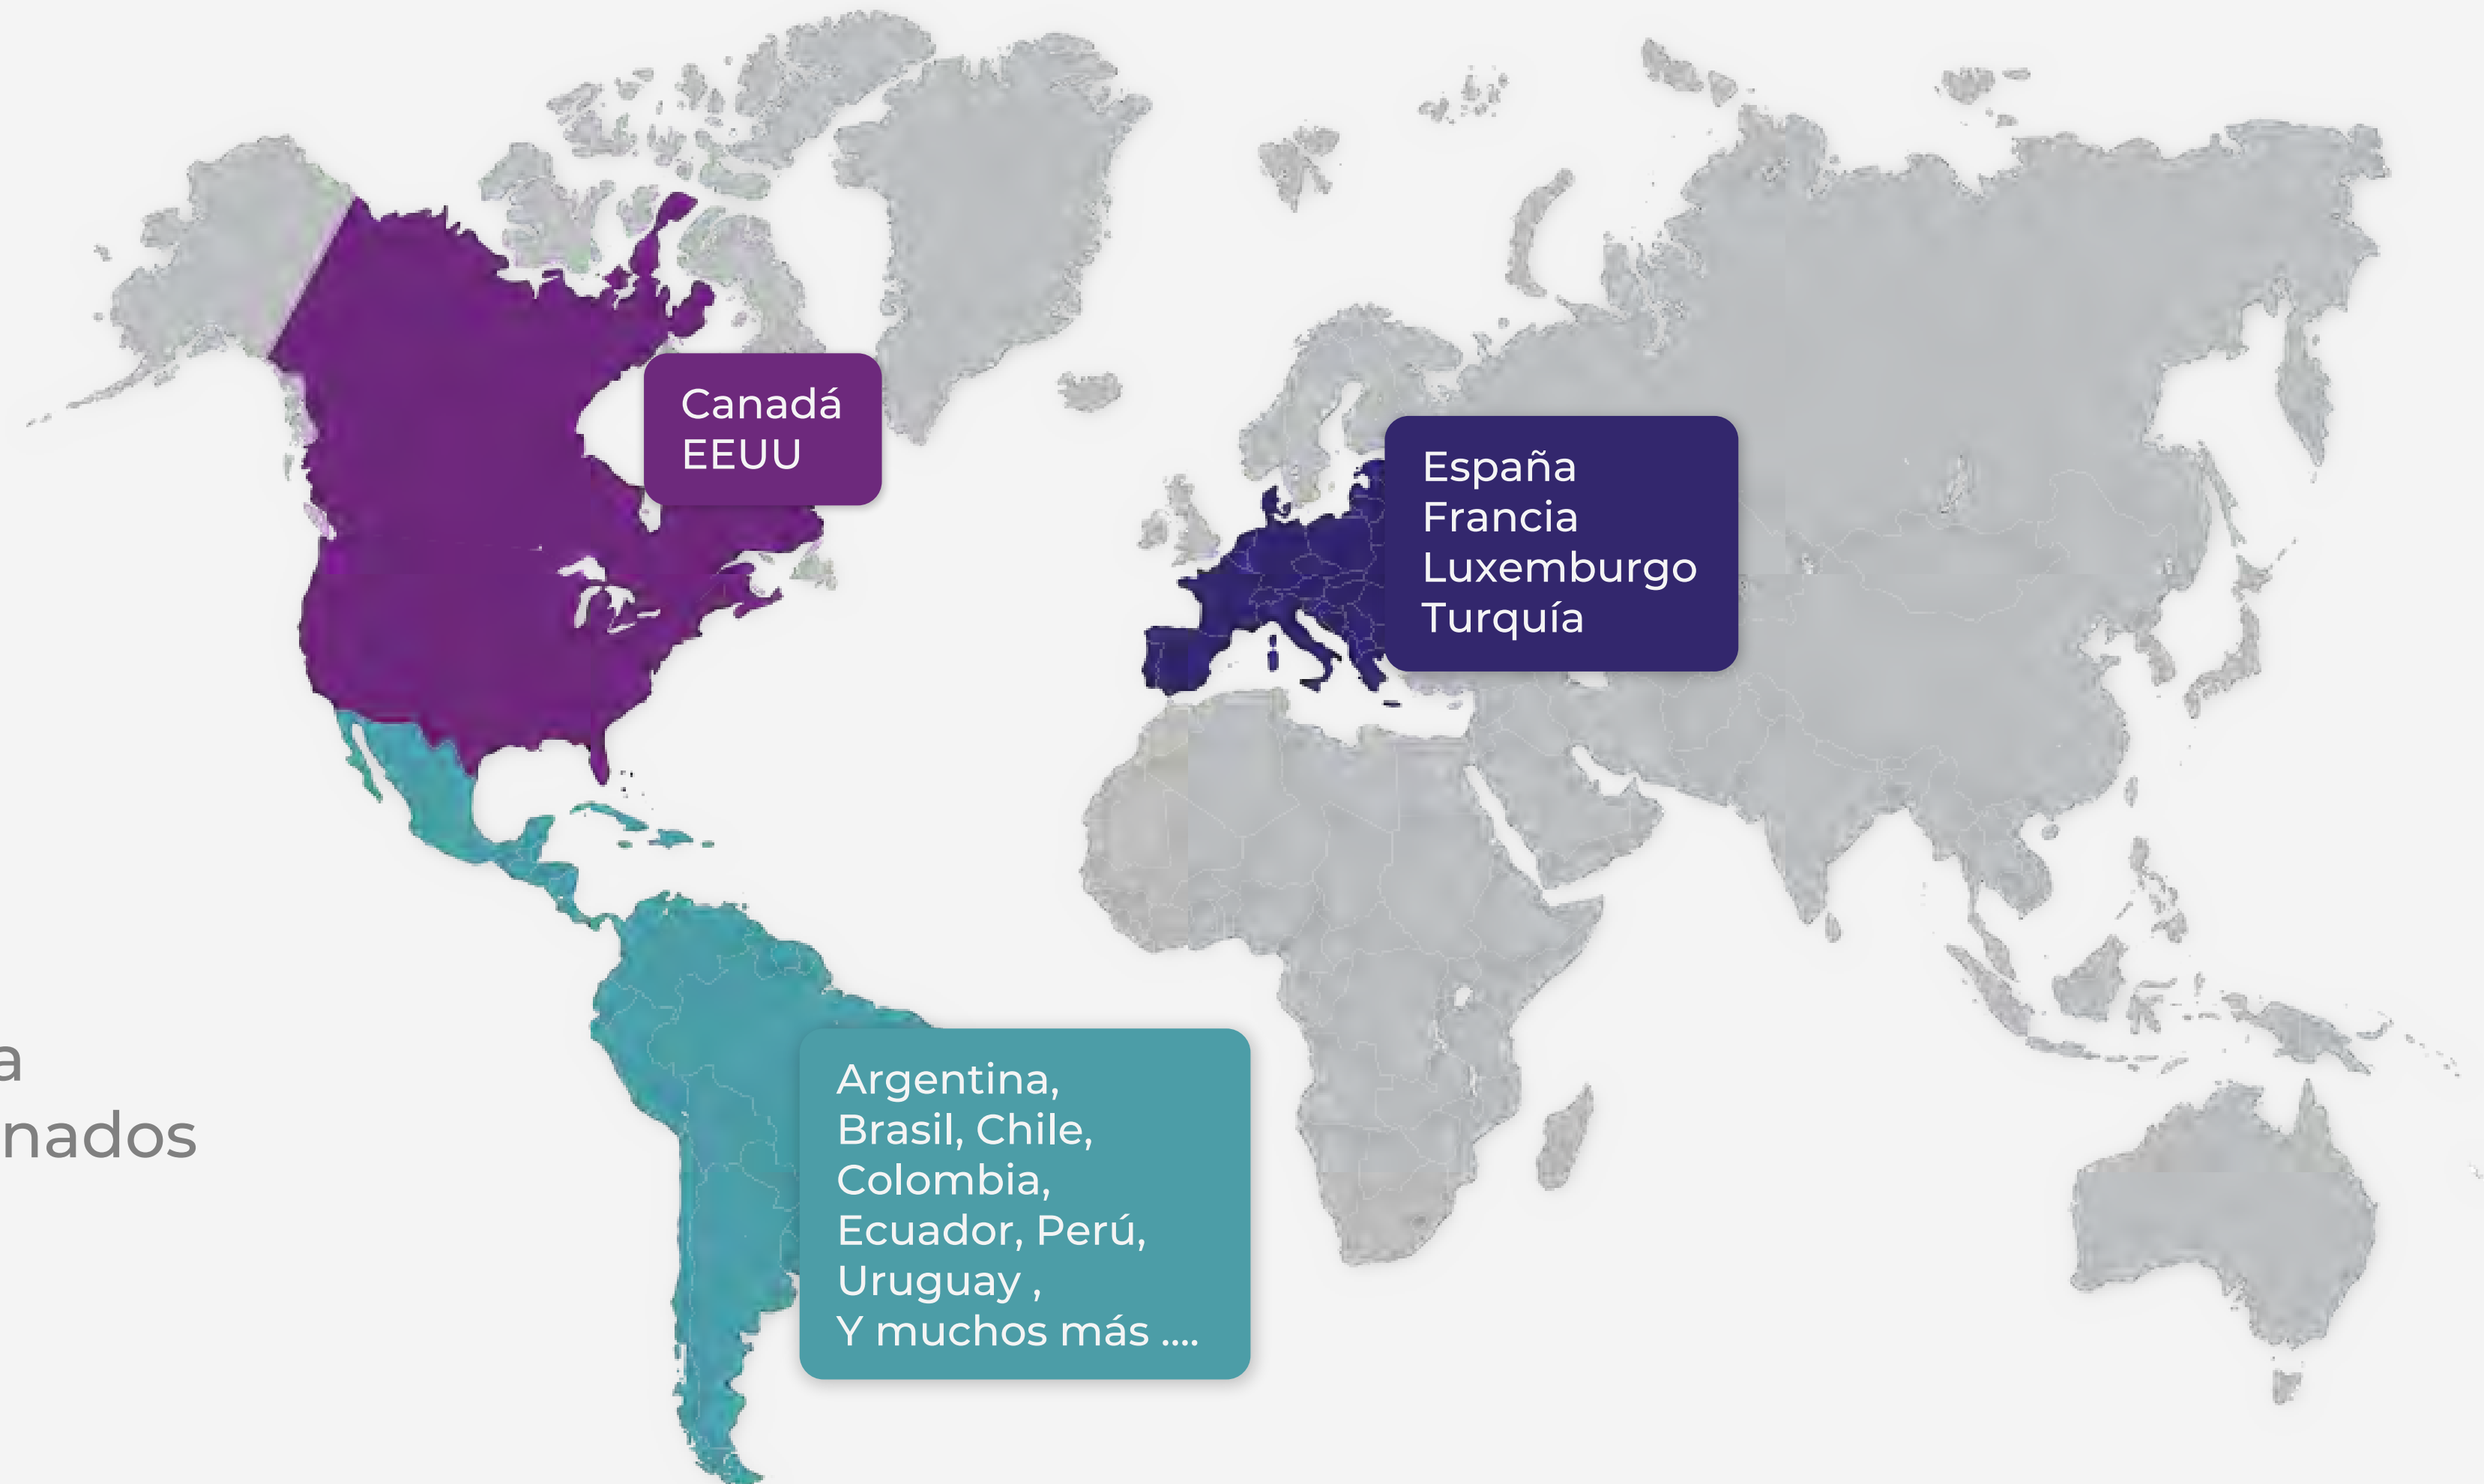 Canadá
EEUU
España
Francia
Luxemburgo
Turquía
a
nados
Argentina,
Brasil, Chile,
Colombia,
Ecuador, Perú,
Uruguay ,
Y muchos más ....